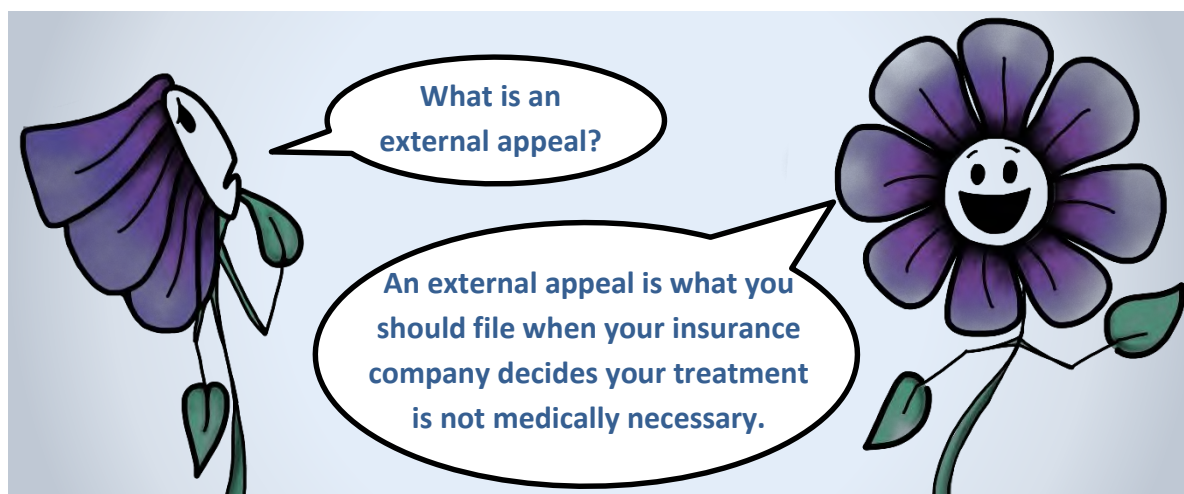 What is an
external appeal?
An external appeal is what you
should file when your insurance
company decides your treatment
is not medically necessary.